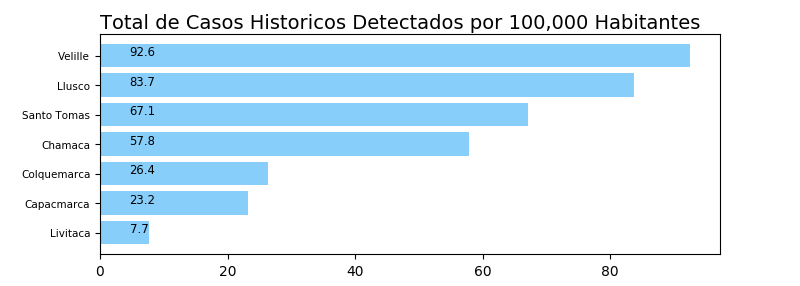 Total de Casos Historicos Detectados por 100,000 Habitantes
Velille 92.6
Llusco 83.7
Santo Tomas 67.1
Chamaca 57.8
Colquemarca 26.4
Capacmarca 23.2
Livitaca 7.7
0 20 40 60 80